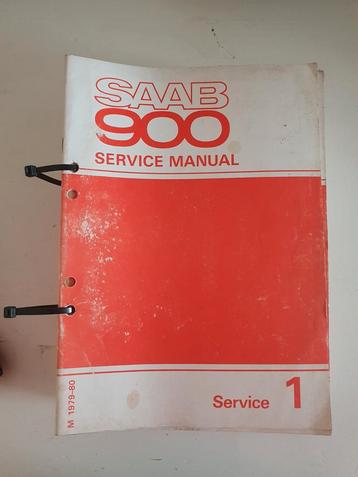 SAAB
900
SERVICE MANUAL
Service 1
M 1979-80